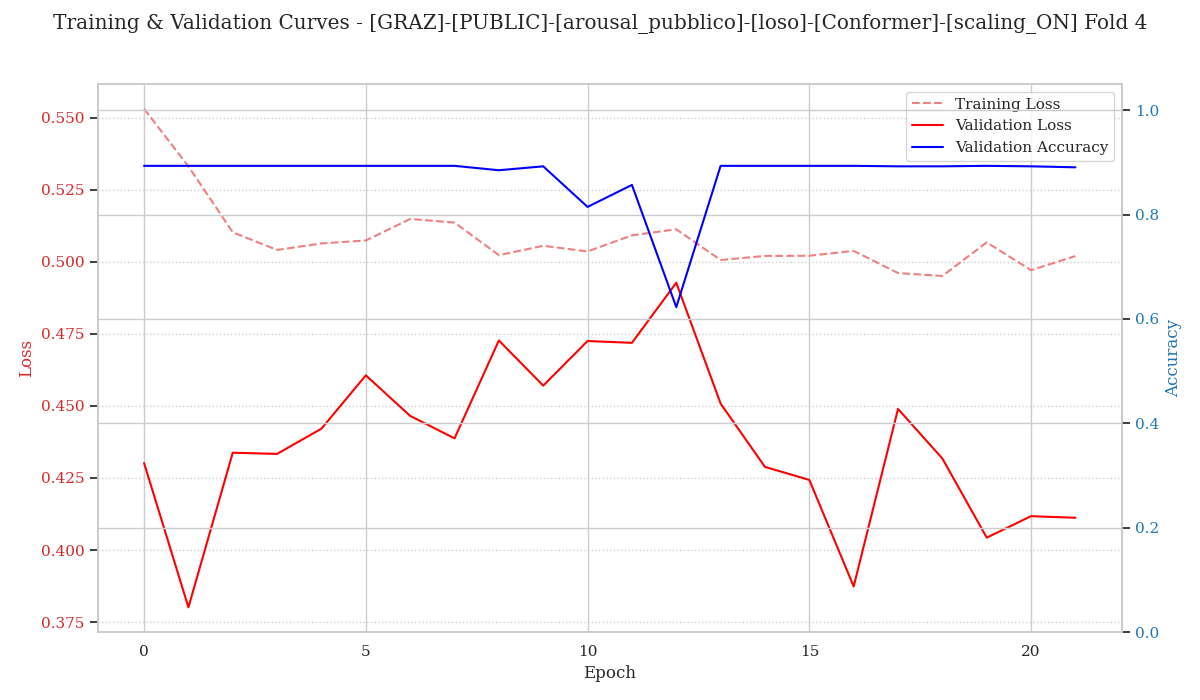 Training & Validation Curves - [GRAZ]-[PUBLIC]-[arousal_pubblico]-[loso]-[Conformer]-[scaling_ON] Fold 4
Training Loss
Validation Loss
Validation Accuracy
0.550
0.525
0.500
0.475
0.450
0.425
0.400
0.375
Loss
1.0
0.8
0.6
0.4
0.2
0.0
Accuracy
0 5 10 15 20
Epoch